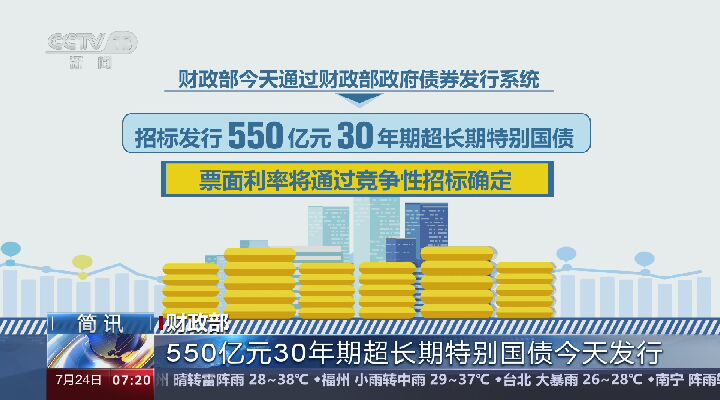 CCTV 13
新闻
财政部今天通过财政部政府债券发行系统
招标发行550亿元30年期超长期特别国债
票面利率将通过竞争性招标确定
简讯
财政部
550亿元30年期超长期特别国债今天发行
7月24日 07:20
州 晴转雷阵雨 28~38℃ •福州 小雨转中雨 29~37℃ •台北 大暴雨 26~28℃ •南宁 阵雨转